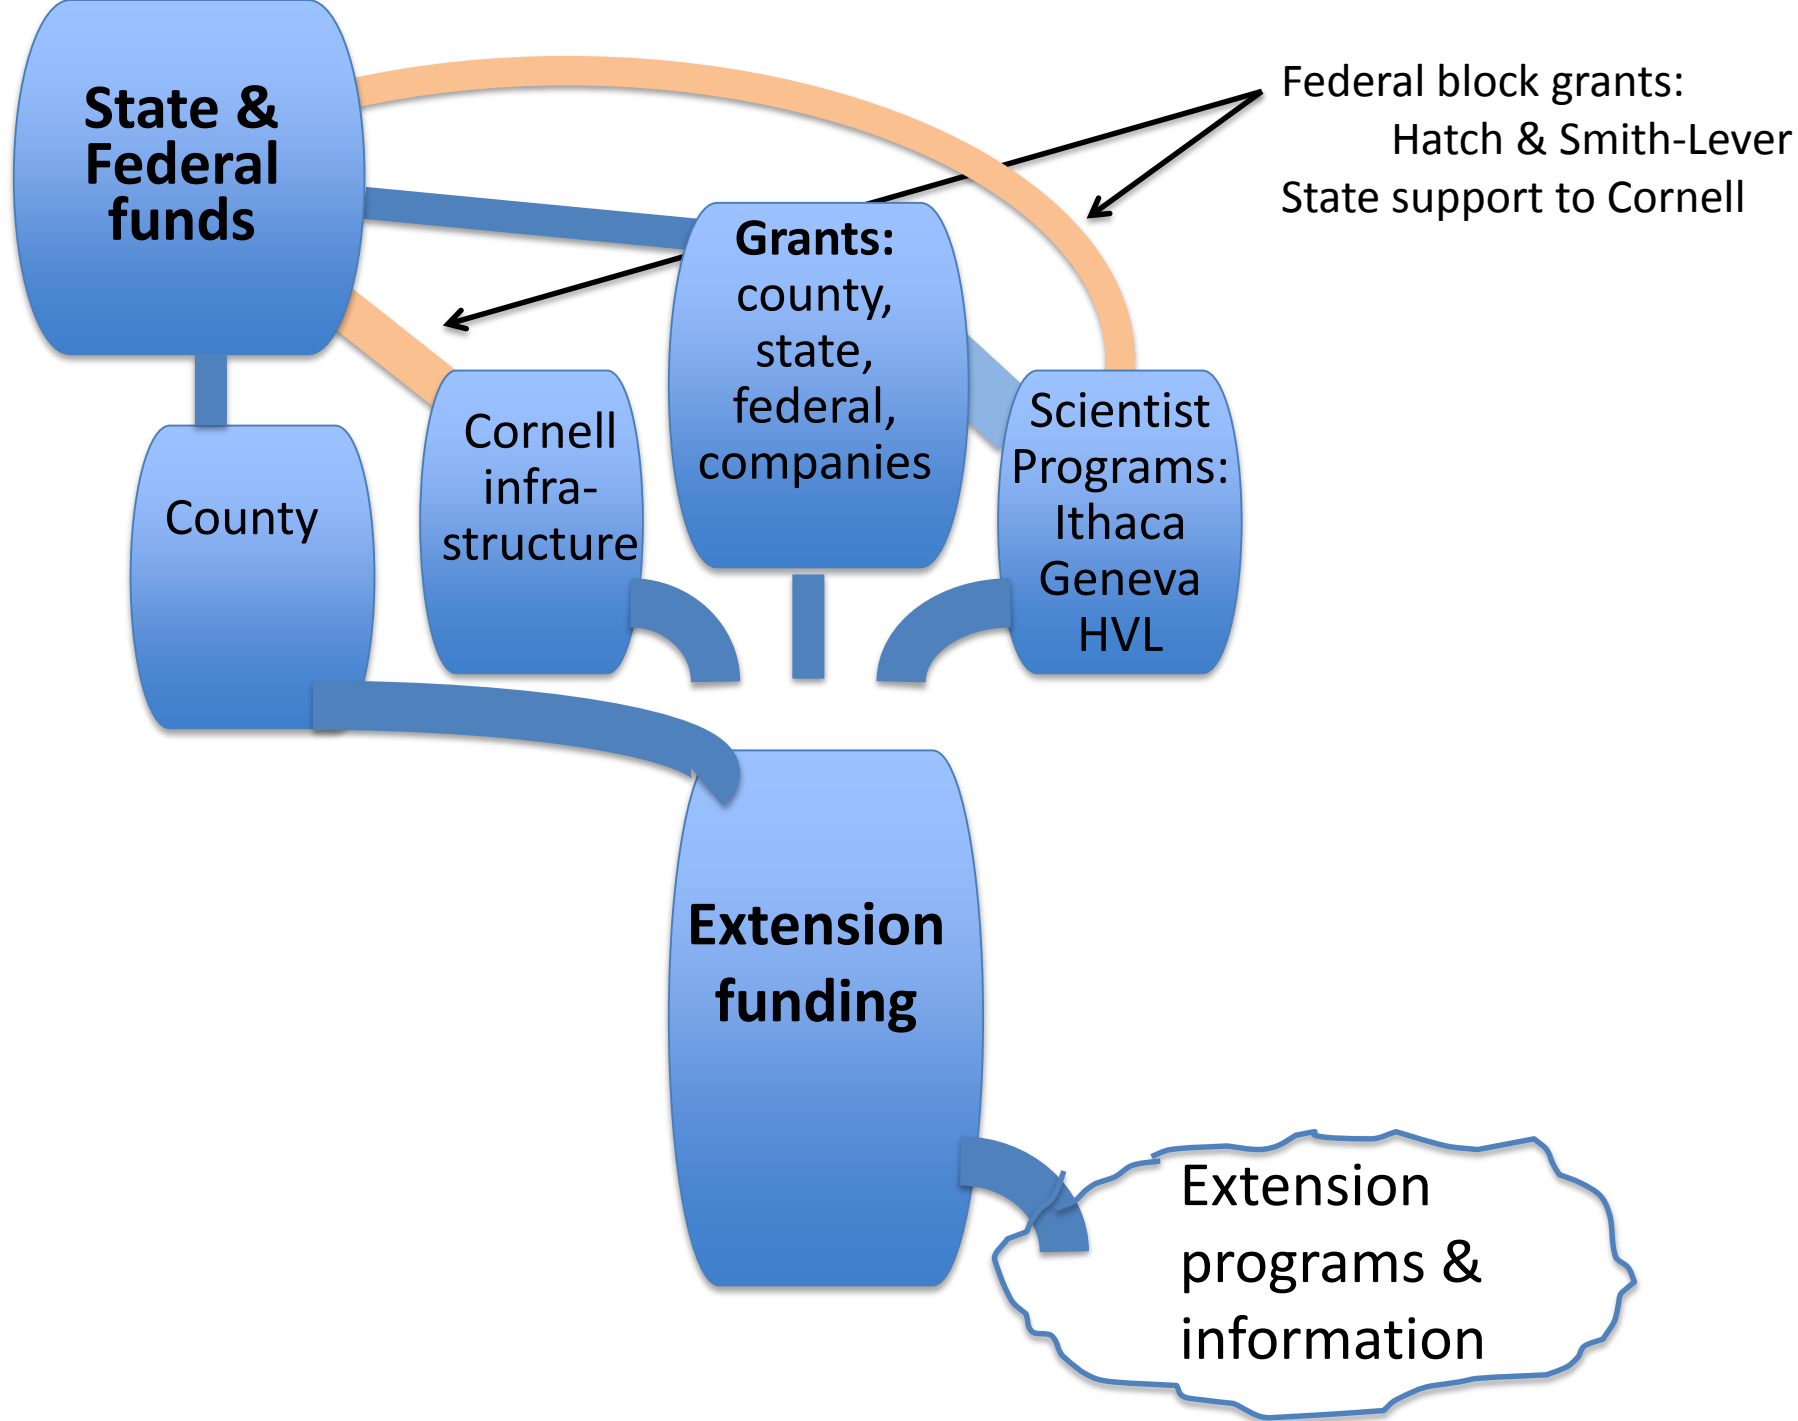 State &
Federal
funds
Federal block grants:
Hatch & Smith-Lever
State support to Cornell
Grants:
county,
state,
federal,
companies
County
Cornell
infra-
structure
Scientist
Programs:
Ithaca
Geneva
HVL
Extension
funding
Extension
programs &
information